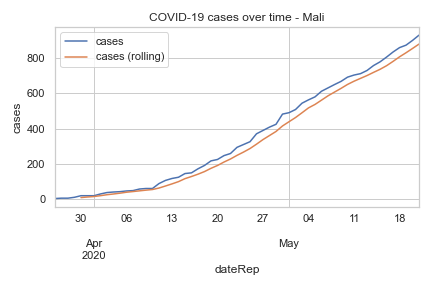 COVID-19 cases over time - Mali
cases
cases (rolling)
cases
800
600
400
200
0
30 06 13 20 27 04 11 18
Apr May
2020
dateRep